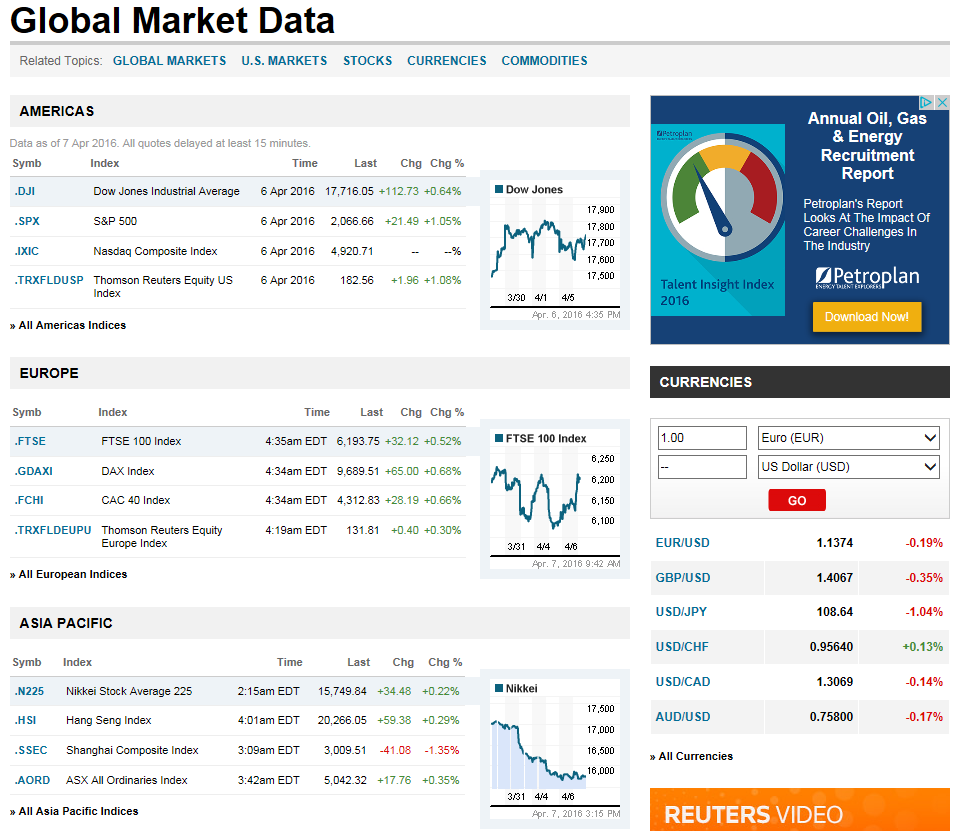 Global Market Data
Related Topics: GLOBAL MARKETS U.S. MARKETS STOCKS CURRENCIES COMMODITIES
AMERICAS
Data as of 7 Apr 2016. All quotes delayed at least 15 minutes.
Symb Index Time Last Chg Chg %
.DJI Dow Jones Industrial Average 6 Apr 2016 17,716.05 +112.73 +0.64%
.SPX S&P 500 6 Apr 2016 2,066.66 +21.49 +1.05%
.IXIC Nasdaq Composite Index 6 Apr 2016 4,920.71 -- --%
.TRXFLDUSP Thomson Reuters Equity US 6 Apr 2016 182.56 +1.96 +1.08%
Index
» All Americas Indices
Dow Jones
17,900
17,800
17,700
17,600
17,500
3/30 4/1 4/5
Apr. 6, 2016 4:35 PM
EUROPE
Symb Index Time Last Chg Chg %
.FTSE FTSE 100 Index 4:35am EDT 6,193.75 +32.12 +0.52%
.GDAXI DAX Index 4:34am EDT 9,689.51 +65.00 +0.68%
.FCHI CAC 40 Index 4:34am EDT 4,312.83 +28.19 +0.66%
.TRXFLDEUPU Thomson Reuters Equity 4:19am EDT 131.81 +0.40 +0.30%
Europe Index
» All European Indices
FTSE 100 Index
6,250
6,200
6,150
6,100
3/31 4/4 4/6
Apr. 7, 2016 9:42 AM
ASIA PACIFIC
Symb Index Time Last Chg Chg %
.N225 Nikkei Stock Average 225 2:15am EDT 15,749.84 +34.48 +0.22%
.HSI Hang Seng Index 4:01am EDT 20,266.05 +59.38 +0.29%
.SSEC Shanghai Composite Index 3:09am EDT 3,009.51 -41.08 -1.35%
.AORD ASX All Ordinaries Index 3:42am EDT 5,042.32 +17.76 +0.35%
» All Asia Pacific Indices
Nikkei
17,500
17,000
16,500
16,000
3/31 4/4 4/6
Apr. 7, 2016 3:15 PM
Petroplan
Talent Insight Index
2016
Annual Oil, Gas
& Energy
Recruitment
Report
Petroplan's Report
Looks At The Impact Of
Career Challenges In
The Industry
Petroplan
ENERGY TALENT EXPLORERS
Download Now!
CURRENCIES
1.00 Euro (EUR)
-- US Dollar (USD)
GO
EUR/USD 1.1374 -0.19%
GBP/USD 1.4067 -0.35%
USD/JPY 108.64 -1.04%
USD/CHF 0.95640 +0.13%
USD/CAD 1.3069 -0.14%
AUD/USD 0.75800 -0.17%
» All Currencies
REUTERS VIDEO